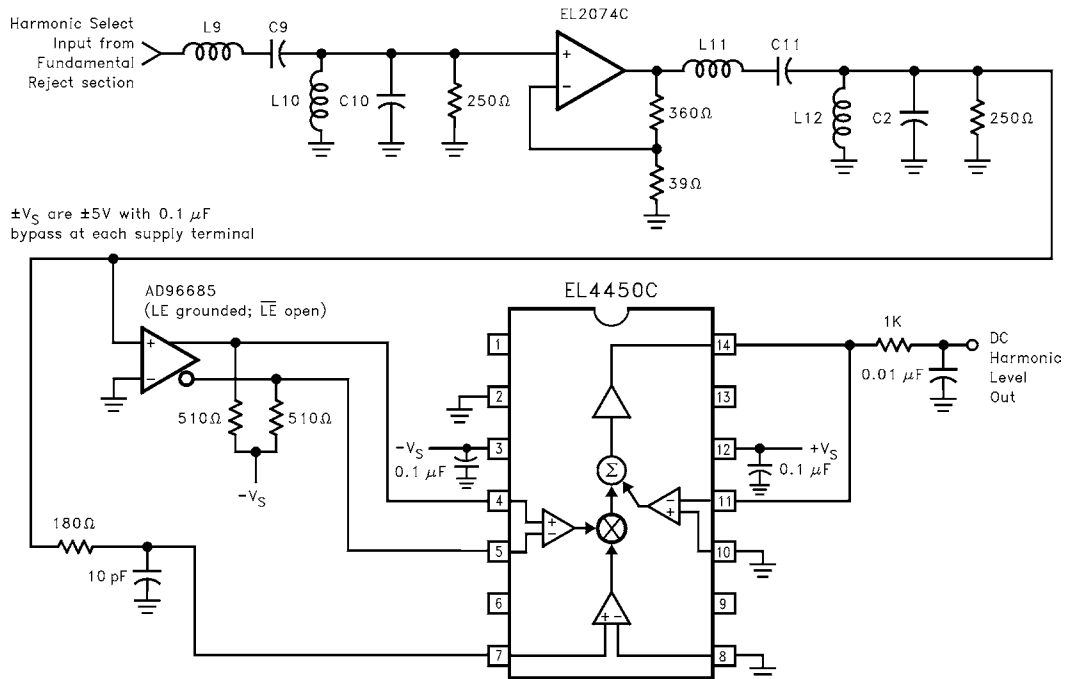 Harmonic Select
Input from
Fundamental
Reject section
L9
C9
L10
C10
250Ω
EL2074C
+
−
360Ω
39Ω
L11
C11
L12
C2
250Ω
±VS are ±5V with 0.1 μF
bypass at each supply terminal
AD96685
(LE grounded; L̅E̅ open)
+
−
510Ω
510Ω
−VS
180Ω
10 pF
EL4450C
1
2
3
4
5
6
7
14
13
12
11
10
9
8
−VS
0.1 μF
+VS
0.1 μF
Σ
+
−
−
+
+ −
1K
0.01 μF
DC
Harmonic
Level
Out